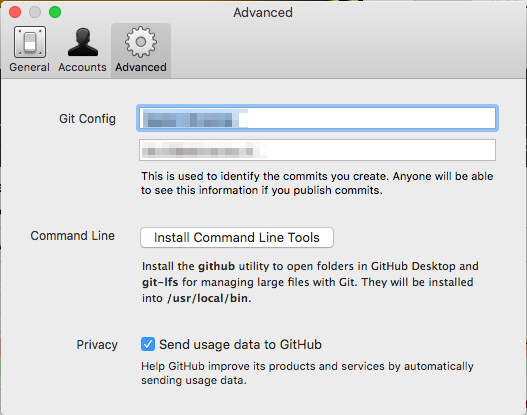 Advanced
General
Accounts
Advanced
Git Config
This is used to identify the commits you create. Anyone will be able
to see this information if you publish commits.
Command Line
Install Command Line Tools
Install the github utility to open folders in GitHub Desktop and
git-lfs for managing large files with Git. They will be installed
into /usr/local/bin.
Privacy
Send usage data to GitHub
Help GitHub improve its products and services by automatically
sending usage data.